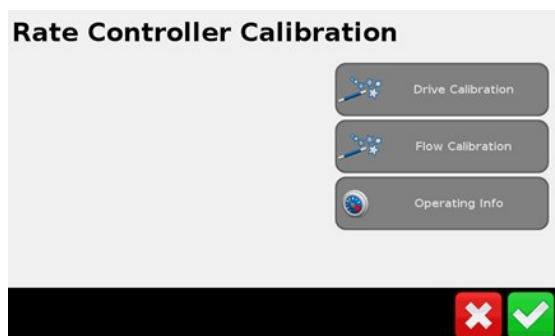 Rate Controller Calibration
Drive Calibration
Flow Calibration
Operating Info